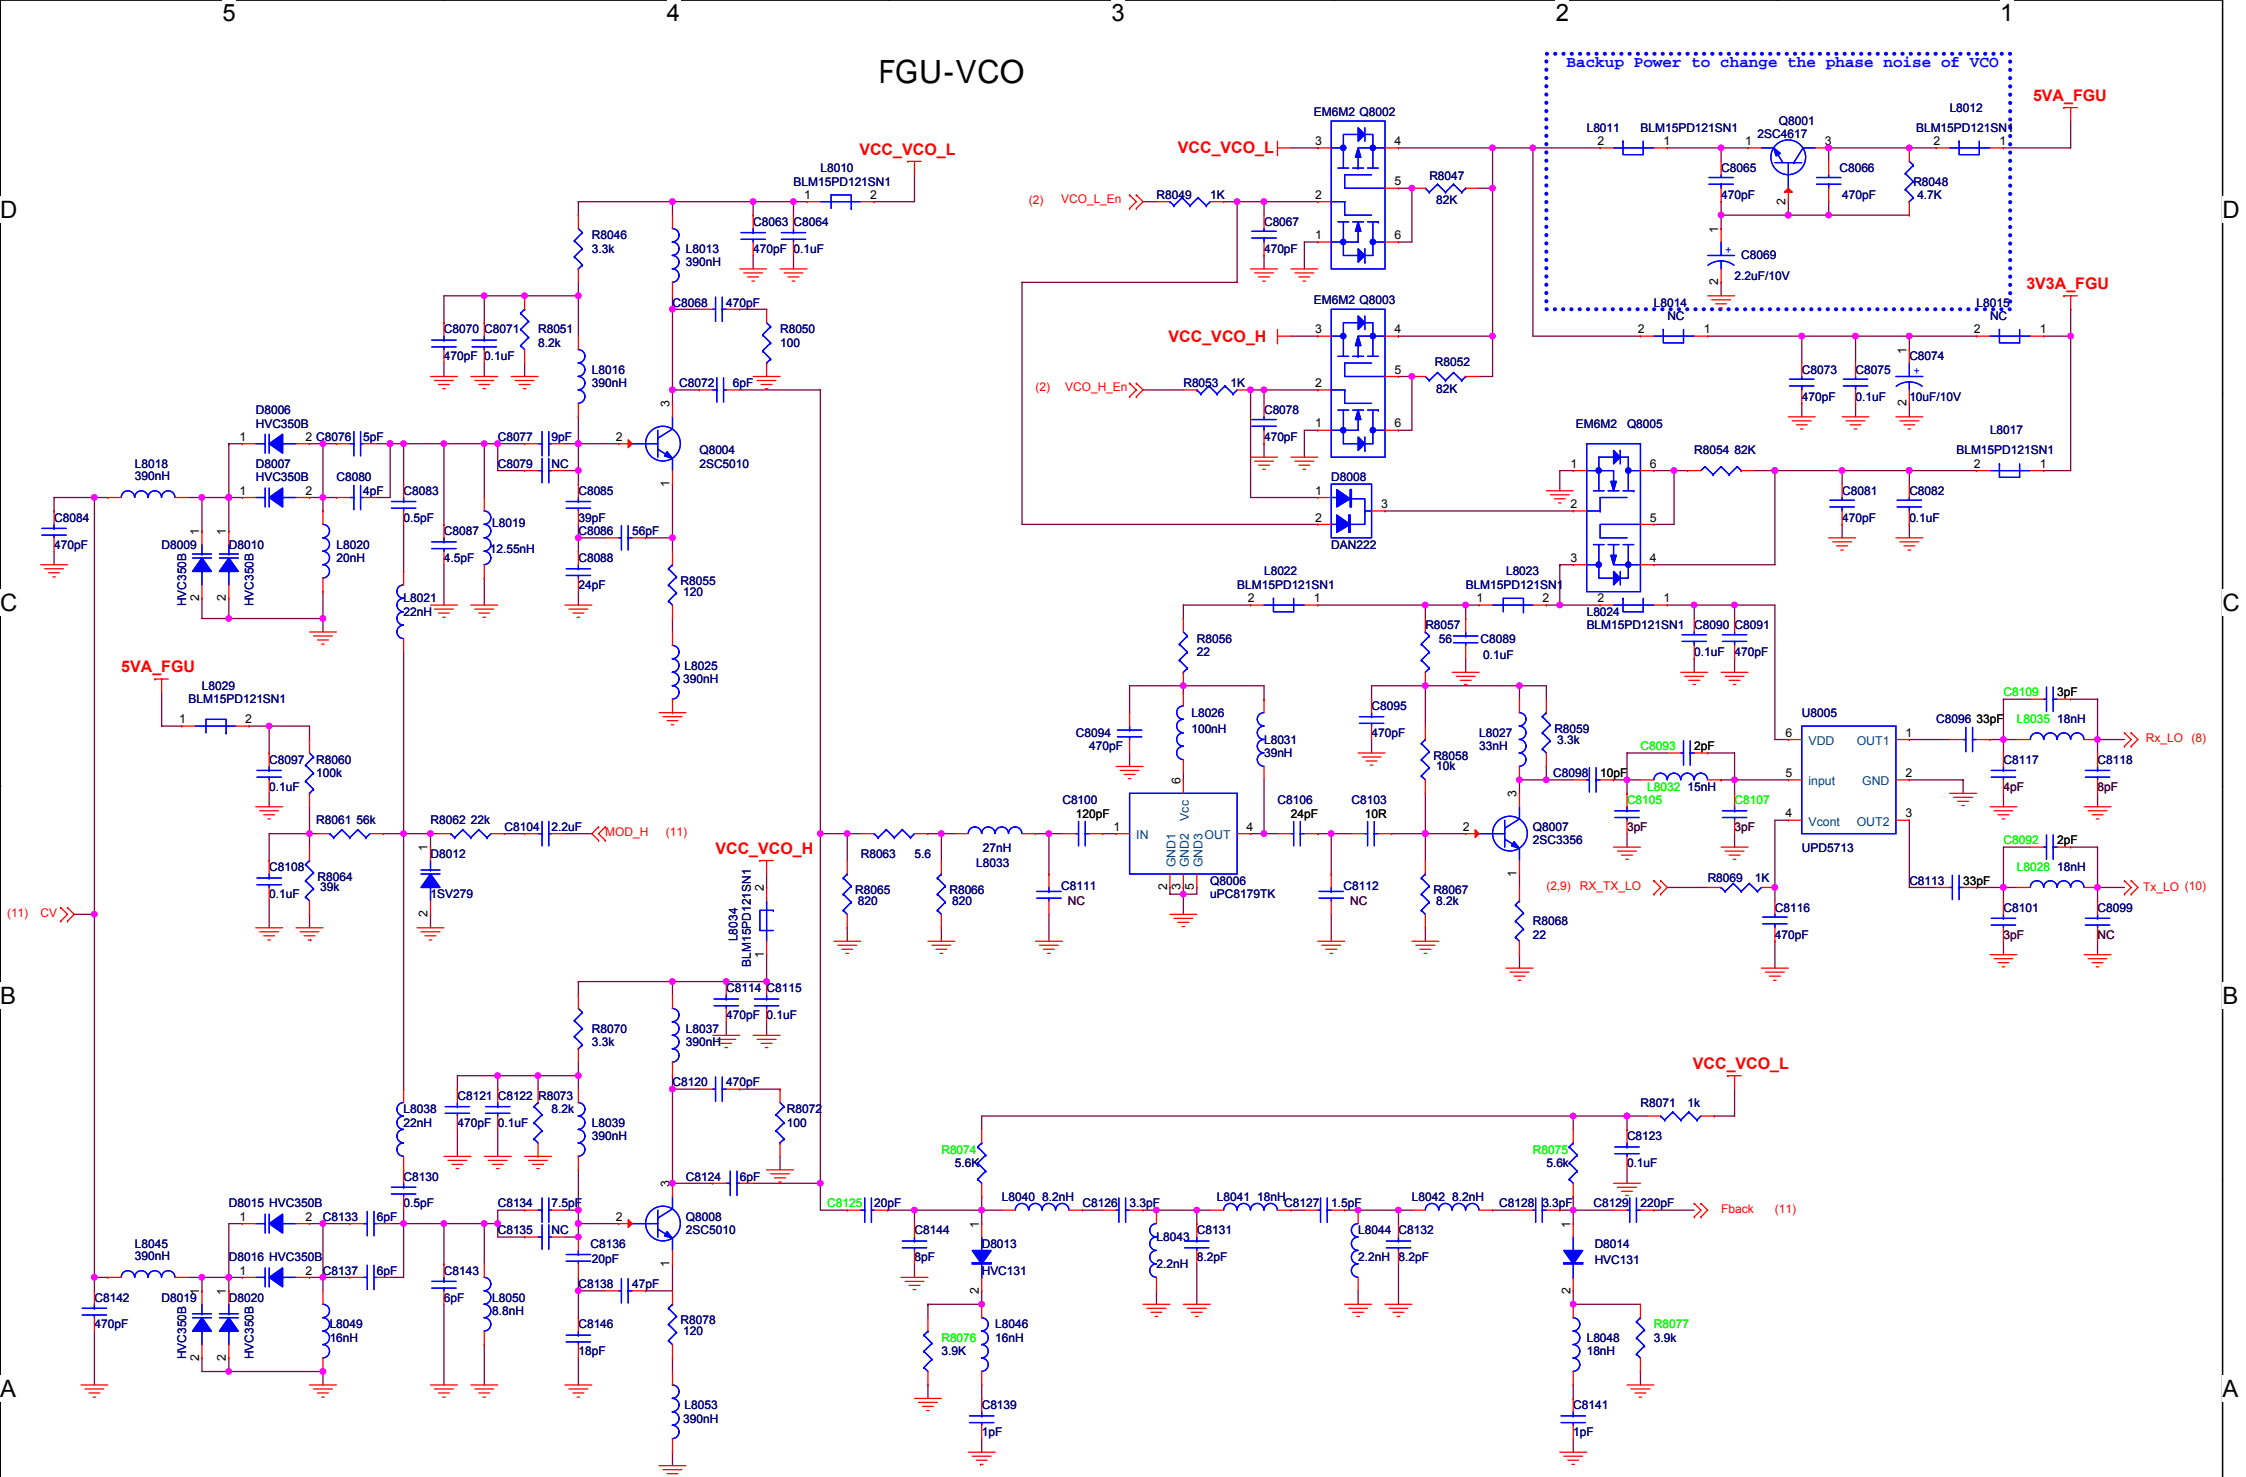 5 4 3 2 1
FGU-VCO
Backup Power to change the phase noise of VCO
5VA_FGU
L8011 BLM15PD121SN1
Q8001
2SC4617
L8012
BLM15PD121SN1
C8065
470pF
C8066
470pF
R8048
4.7K
C8069
2.2uF/10V
EM6M2 Q8002
VCC_VCO_L
(2) VCO_L_En
R8049 1K
C8067
470pF
R8047
82K
VCC_VCO_L
L8010
BLM15PD121SN1
C8063
470pF
C8064
0.1uF
R8046
3.3k
L8013
390nH
C8068 470pF
R8050
100
C8070
470pF
C8071
0.1uF
R8051
8.2k
L8016
390nH
C8072 6pF
EM6M2 Q8003
VCC_VCO_H
(2) VCO_H_En
R8053 1K
C8078
470pF
R8052
82K
3V3A_FGU
L8014
NC
L8015
NC
C8073
470pF
C8075
0.1uF
C8074
10uF/10V
L8017
BLM15PD121SN1
EM6M2 Q8005
R8054 82K
C8081
470pF
C8082
0.1uF
D8008
DAN222
D8006
HVC350B
D8007
HVC350B
C8076 5pF
C8080
4pF
C8077 9pF
C8079 NC
Q8004
2SC5010
L8018
390nH
C8084
470pF
D8009
HVC350B
D8010
HVC350B
L8020
20nH
C8083
0.5pF
C8087
4.5pF
L8019
12.55nH
C8085
39pF
C8086 56pF
C8088
24pF
R8055
120
L8021
22nH
L8025
390nH
L8022
BLM15PD121SN1
L8023
BLM15PD121SN1
L8024
BLM15PD121SN1
R8056
22
R8057
56
C8089
0.1uF
C8090
0.1uF
C8091
470pF
5VA_FGU
L8029
BLM15PD121SN1
C8097
0.1uF
R8060
100k
R8061 56k
R8062 22k
C8104 2.2uF
MOD_H (11)
C8108
0.1uF
R8064
39k
D8012
1SV279
(11) CV
C8094
470pF
L8026
100nH
L8031
39nH
C8095
470pF
R8058
10k
L8027
33nH
R8059
3.3k
C8098 10pF
C8093 2pF
L8032 15nH
C8105
3pF
C8107
3pF
U8005
VDD OUT1
input GND
Vcont OUT2
UPD5713
C8096 33pF
C8109 3pF
L8035 18nH
Rx_LO (8)
C8117
4pF
C8118
8pF
C8092 2pF
L8028 18nH
C8113 33pF
Tx_LO (10)
C8101
3pF
C8099
NC
(2,9) RX_TX_LO
R8069 1K
C8116
470pF
VCC_VCO_H
L8034
BLM15PD121SN1
R8063 5.6
27nH
L8033
R8065
820
R8066
820
C8100
120pF
C8111
NC
IN Vcc OUT
GND1 GND2 GND3
Q8006
uPC8179TK
C8106
24pF
C8103
10R
C8112
NC
R8067
8.2k
Q8007
2SC3356
R8068
22
C8114
470pF
C8115
0.1uF
R8070
3.3k
L8037
390nH
C8120 470pF
R8072
100
C8121
470pF
C8122
0.1uF
R8073
8.2k
L8039
390nH
L8038
22nH
C8130
0.5pF
C8124 6pF
Q8008
2SC5010
D8015 HVC350B
D8016 HVC350B
C8133 6pF
C8137 6pF
C8134 7.5pF
C8135 NC
C8136
20pF
C8138 47pF
C8146
18pF
R8078
120
L8053
390nH
L8045
390nH
C8142
470pF
D8019
HVC350B
D8020
HVC350B
L8049
16nH
C8143
6pF
L8050
8.8nH
VCC_VCO_L
R8071 1k
C8123
0.1uF
R8074
5.6K
R8075
5.6k
C8125 20pF
C8144
8pF
L8040 8.2nH
C8126 3.3pF
L8041 18nH
C8127 1.5pF
L8042 8.2nH
C8128 3.3pF
C8129 220pF
Fback (11)
D8013
HVC131
L8043
2.2nH
C8131
8.2pF
L8044
2.2nH
C8132
8.2pF
D8014
HVC131
R8076
3.9K
L8046
16nH
C8139
1pF
L8048
18nH
R8077
3.9k
C8141
1pF
D D
C C
B B
A A